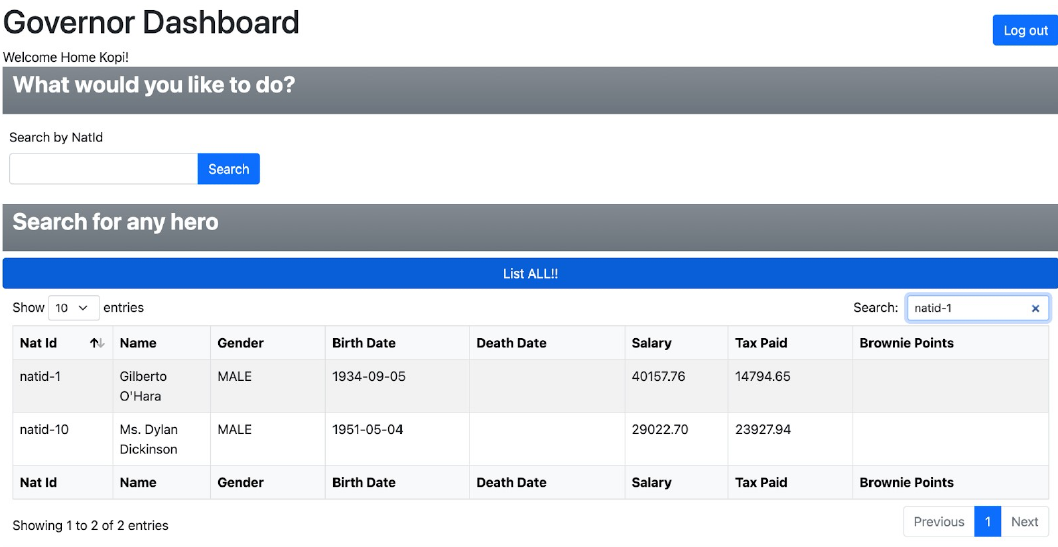 Governor Dashboard
Log out
Welcome Home Kopi!
What would you like to do?
Search by NatId
Search
Search for any hero
List ALL!!
Show 10 entries
Search: natid-1
Nat Id Name Gender Birth Date Death Date Salary Tax Paid Brownie Points
natid-1 Gilberto O'Hara MALE 1934-09-05 40157.76 14794.65
natid-10 Ms. Dylan Dickinson MALE 1951-05-04 29022.70 23927.94
Nat Id Name Gender Birth Date Death Date Salary Tax Paid Brownie Points
Showing 1 to 2 of 2 entries
Previous 1 Next